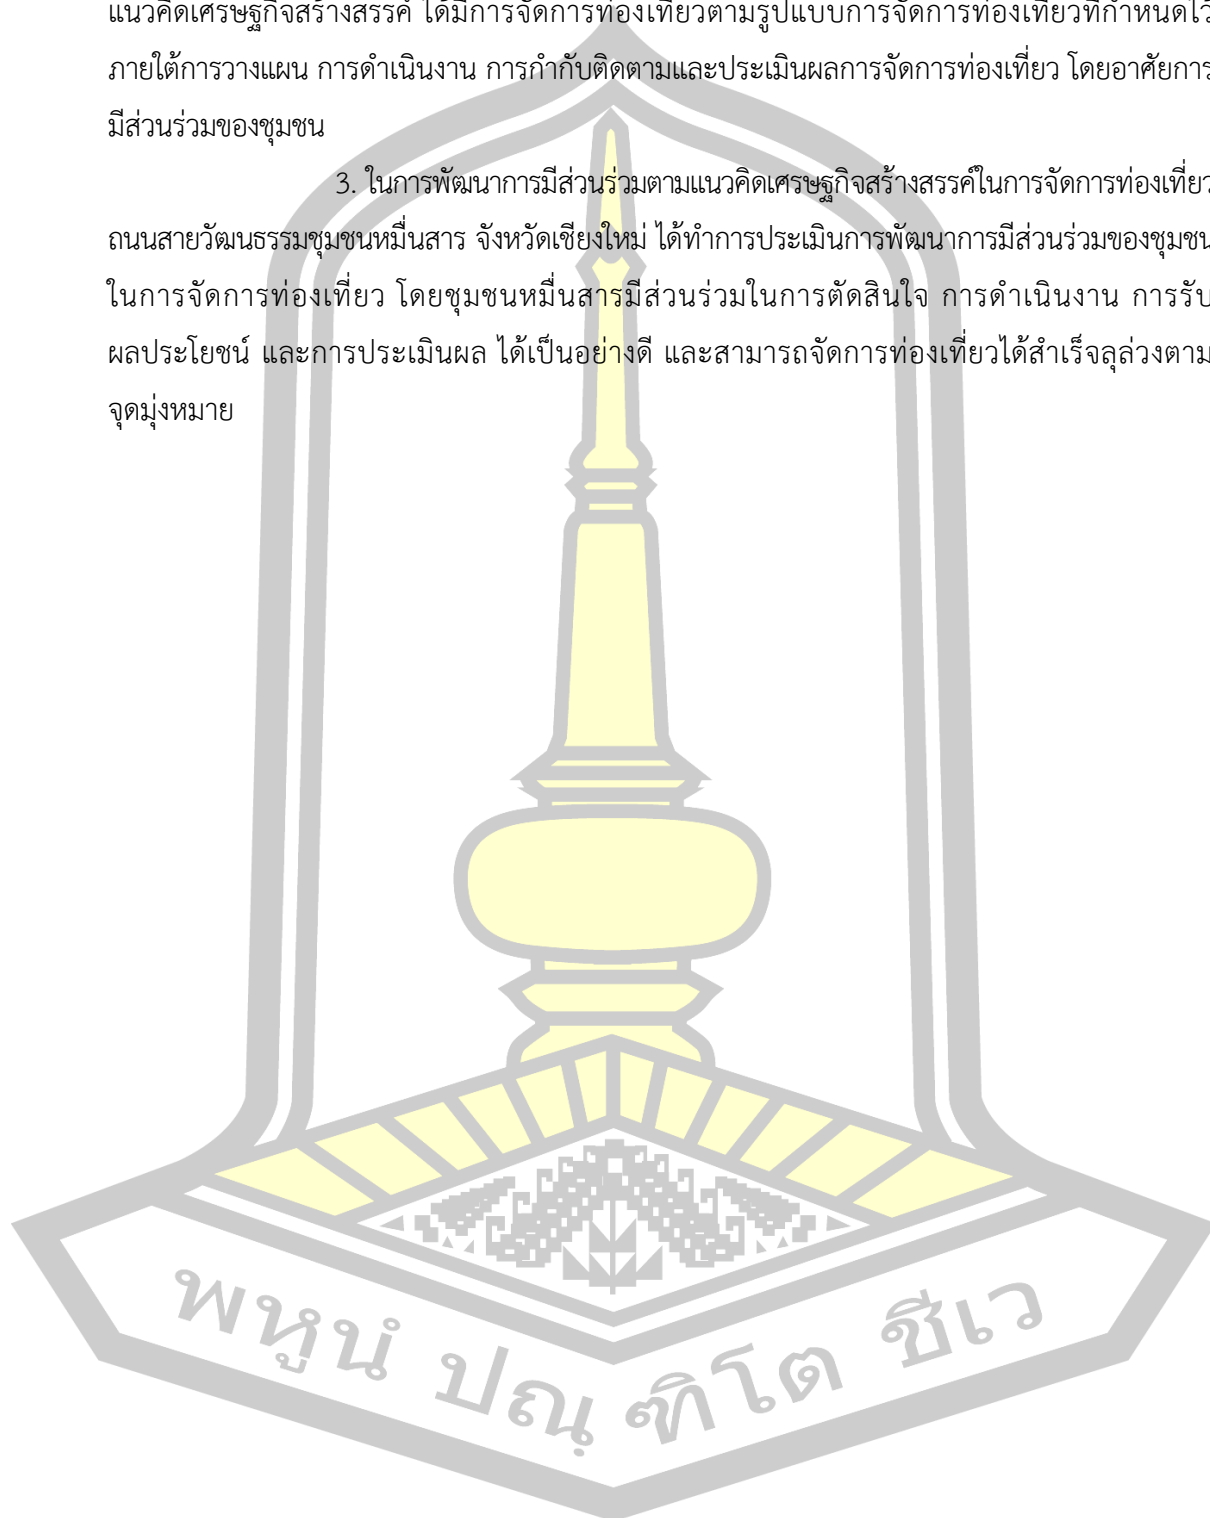 แนวคิดเศรษฐกิจสร้างสรรค์ ได้มีการจัดการท่องเที่ยวตามรูปแบบการจัดการท่องเที่ยวที่กำหนดไว้
ภายใต้การวางแผน การดำเนินงาน การกำกับติดตามและประเมินผลการจัดการท่องเที่ยว โดยอาศัยการ
มีส่วนร่วมของชุมชน
3. ในการพัฒนาการมีส่วนร่วมตามแนวคิดเศรษฐกิจสร้างสรรค์ในการจัดการท่องเที่ยว
ถนนสายวัฒนธรรมชุมชนหมื่นสาร จังหวัดเชียงใหม่ ได้ทำการประเมินการพัฒนาการมีส่วนร่วมของชุมชน
ในการจัดการท่องเที่ยว โดยชุมชนหมื่นสารมีส่วนร่วมในการตัดสินใจ การดำเนินงาน การรับ
ผลประโยชน์ และการประเมินผล ได้เป็นอย่างดี และสามารถจัดการท่องเที่ยวได้สำเร็จลุล่วงตาม
จุดมุ่งหมาย
พหูนํ ปณฺฑิโต ชีเว